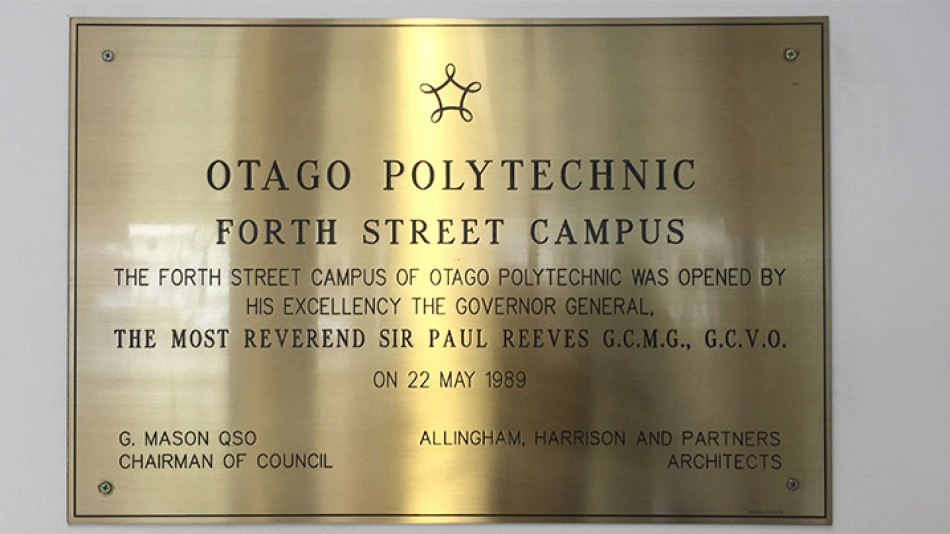 OTAGO POLYTECHNIC
FORTH STREET CAMPUS
THE FORTH STREET CAMPUS OF OTAGO POLYTECHNIC WAS OPENED BY
HIS EXCELLENCY THE GOVERNOR GENERAL,
THE MOST REVEREND SIR PAUL REEVES G.C.M.G., G.C.V.O.
ON 22 MAY 1989
G. MASON QSO
CHAIRMAN OF COUNCIL
ALLINGHAM, HARRISON AND PARTNERS
ARCHITECTS